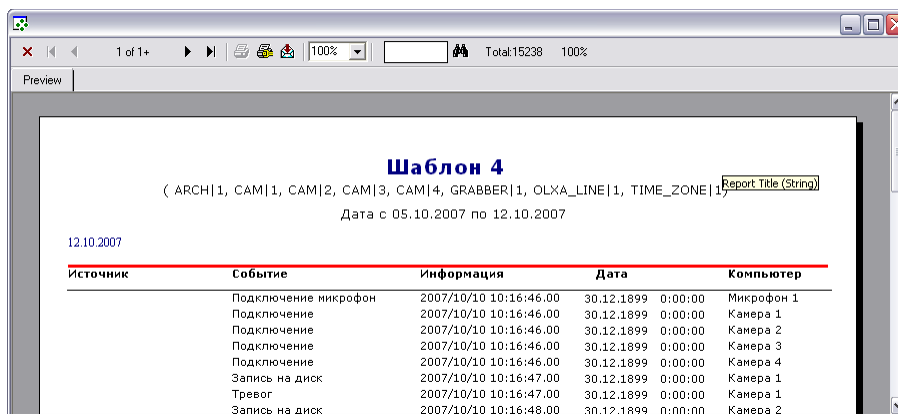 1 of 1+ 100% Total:15238 100%
Preview
Шаблон 4
( ARCH|1, CAM|1, CAM|2, CAM|3, CAM|4, GRABBER|1, OLXA_LINE|1, TIME_ZONE|1)
Report Title (String)
Дата с 05.10.2007 по 12.10.2007
12.10.2007
Источник Событие Информация Дата Компьютер
Подключение микрофон 2007/10/10 10:16:46.00 30.12.1899 0:00:00 Микрофон 1
Подключение 2007/10/10 10:16:46.00 30.12.1899 0:00:00 Камера 1
Подключение 2007/10/10 10:16:46.00 30.12.1899 0:00:00 Камера 2
Подключение 2007/10/10 10:16:46.00 30.12.1899 0:00:00 Камера 3
Подключение 2007/10/10 10:16:46.00 30.12.1899 0:00:00 Камера 4
Запись на диск 2007/10/10 10:16:47.00 30.12.1899 0:00:00 Камера 1
Тревог 2007/10/10 10:16:47.00 30.12.1899 0:00:00 Камера 1
Запись на диск 2007/10/10 10:16:48.00 30.12.1899 0:00:00 Камера 2